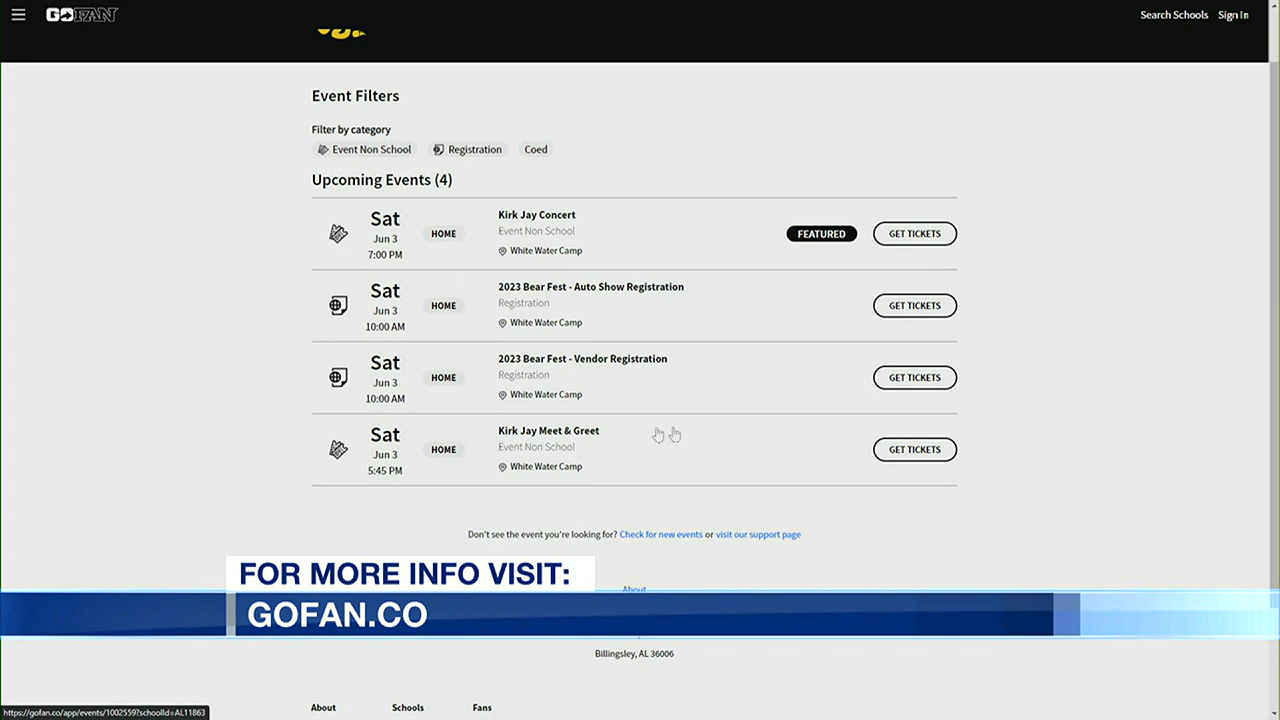 GOFAN
Search Schools Sign In
Event Filters
Filter by category
Event Non School Registration Coed
Upcoming Events (4)
Sat
Jun 3
7:00 PM
HOME
Kirk Jay Concert
Event Non School
White Water Camp
FEATURED
GET TICKETS
Sat
Jun 3
10:00 AM
HOME
2023 Bear Fest - Auto Show Registration
Registration
White Water Camp
GET TICKETS
Sat
Jun 3
10:00 AM
HOME
2023 Bear Fest - Vendor Registration
Registration
White Water Camp
GET TICKETS
Sat
Jun 3
5:45 PM
HOME
Kirk Jay Meet & Greet
Event Non School
White Water Camp
GET TICKETS
Don't see the event you're looking for? Check for new events or visit our support page
FOR MORE INFO VISIT:
About
GOFAN.CO
Billingsley, AL 36006
About Schools Fans
https://gofan.co/app/events/1002559?schoolId=AL11863